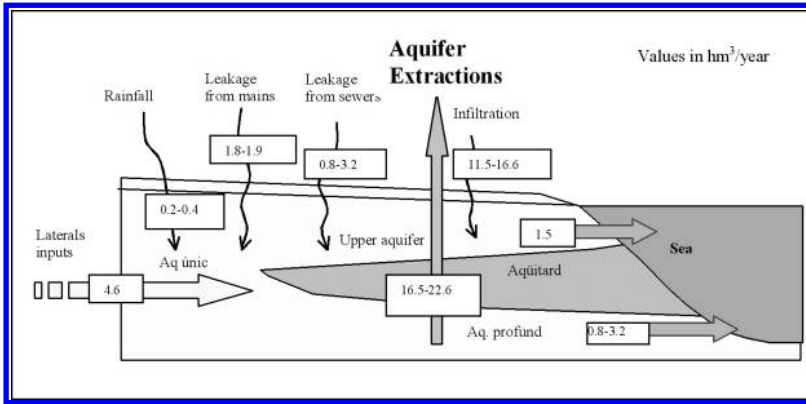 Aquifer
Extractions
Values in hm³/year
Rainfall
Leakage
from mains
Leakage
from sewers
Infiltration
1.8-1.9
0.8-3.2
11.5-16.6
0.2-0.4
Laterals
inputs
Aq únic
Upper aquifer
1.5
Sea
4.6
16.5-22.6
Aqüitard
Aq. profund
0.8-3.2